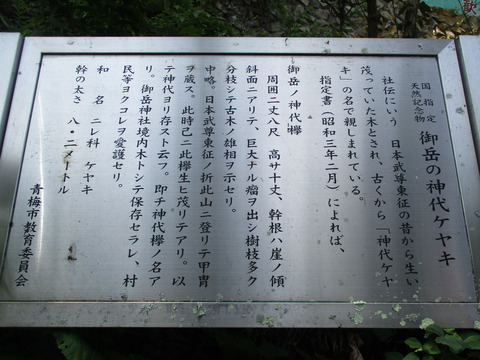 国指定
天然記念物
御岳の神代ケヤキ
社伝にいう 日本武尊東征の昔から生い
茂っていた木とされ、古くから「神代ケヤ
キ」の名で親しまれている。
指定書(昭和三年二月)によれば、
御岳ノ神代欅
周囲二丈八尺 高サ十丈、幹根ハ崖ノ傾
斜面ニアリテ、巨大ナル瘤ヲ出シ樹枝多ク
分枝シテ古木ノ雄相ヲ示セリ。
中略。日本武尊東征ノ折此山ニ登リテ甲冑
ヲ蔵ス。此時已ニ此欅生ヒ茂リテアリ。以
テ神代ヨリ存スト云フ。即チ神代欅ノ名ア
リ。御岳神社境内木トシテ保存セラレ、村
民等ヨクコレヲ愛護セリ。
和名 ニレ科 ケヤキ
幹の太さ 八・二メートル
青梅市教育委員会